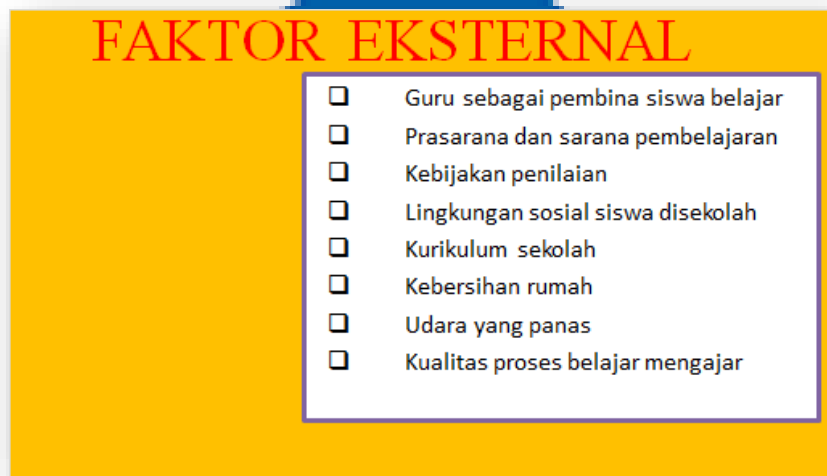 FAKTOR EKSTERNAL
❑ Guru sebagai pembina siswa belajar
❑ Prasarana dan sarana pembelajaran
❑ Kebijakan penilaian
❑ Lingkungan sosial siswa disekolah
❑ Kurikulum sekolah
❑ Kebersihan rumah
❑ Udara yang panas
❑ Kualitas proses belajar mengajar